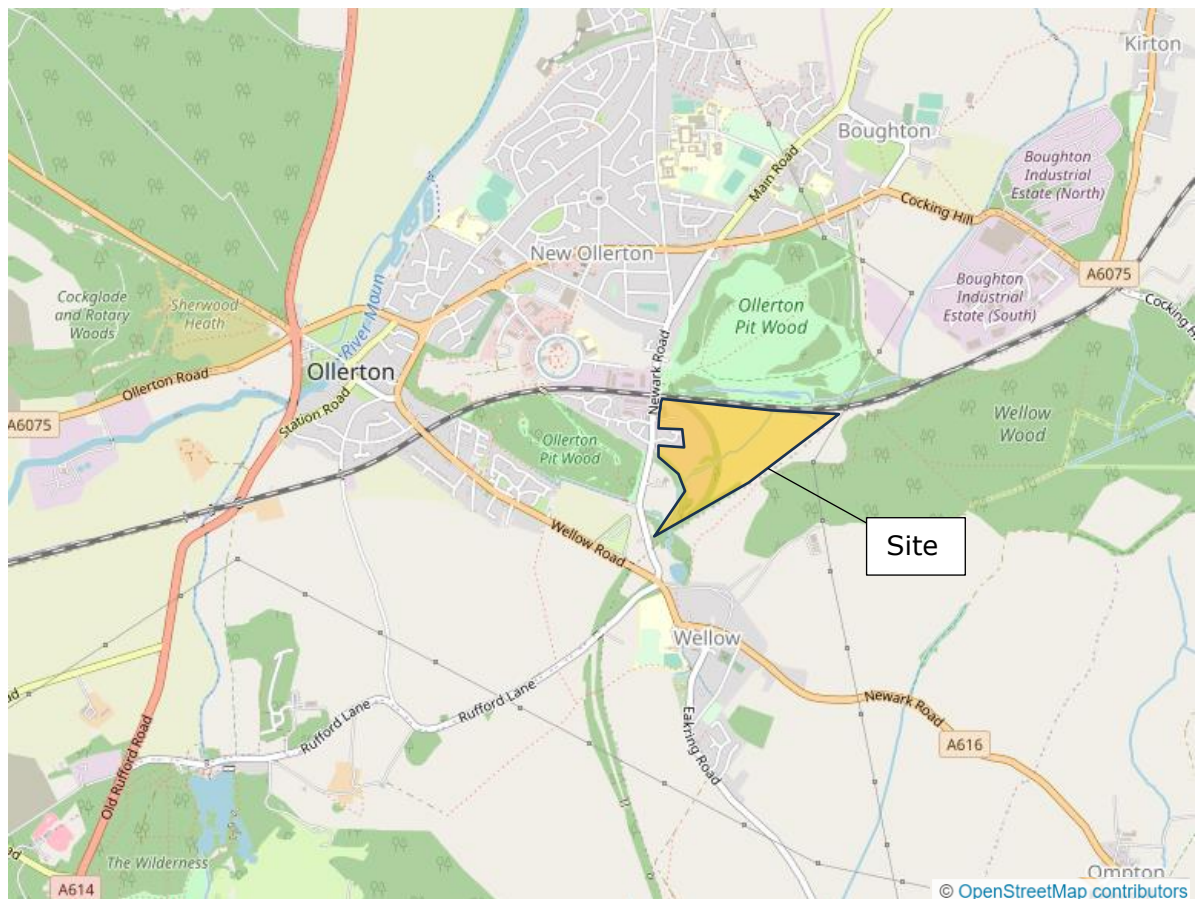 Kirton
Boughton
Main Road
Boughton
Industrial
Estate (North)
Cocking Hill
New Ollerton
A6075
Cockglode
and Rotary
Woods
Sherwood
Heath
River Maun
Ollerton
Pit Wood
Boughton
Industrial
Estate (South)
Cocking H
Newark Road
Ollerton
Ollerton Road
Station Road
A6075
Ollerton
Pit Wood
Wellow
Wood
Site
Wellow Road
Wellow
Rufford Lane
Rufford Lane
Eakring Road
Newark Road
A616
Old Rufford Road
The Wilderness
A614
Ompton
© OpenStreetMap contributors